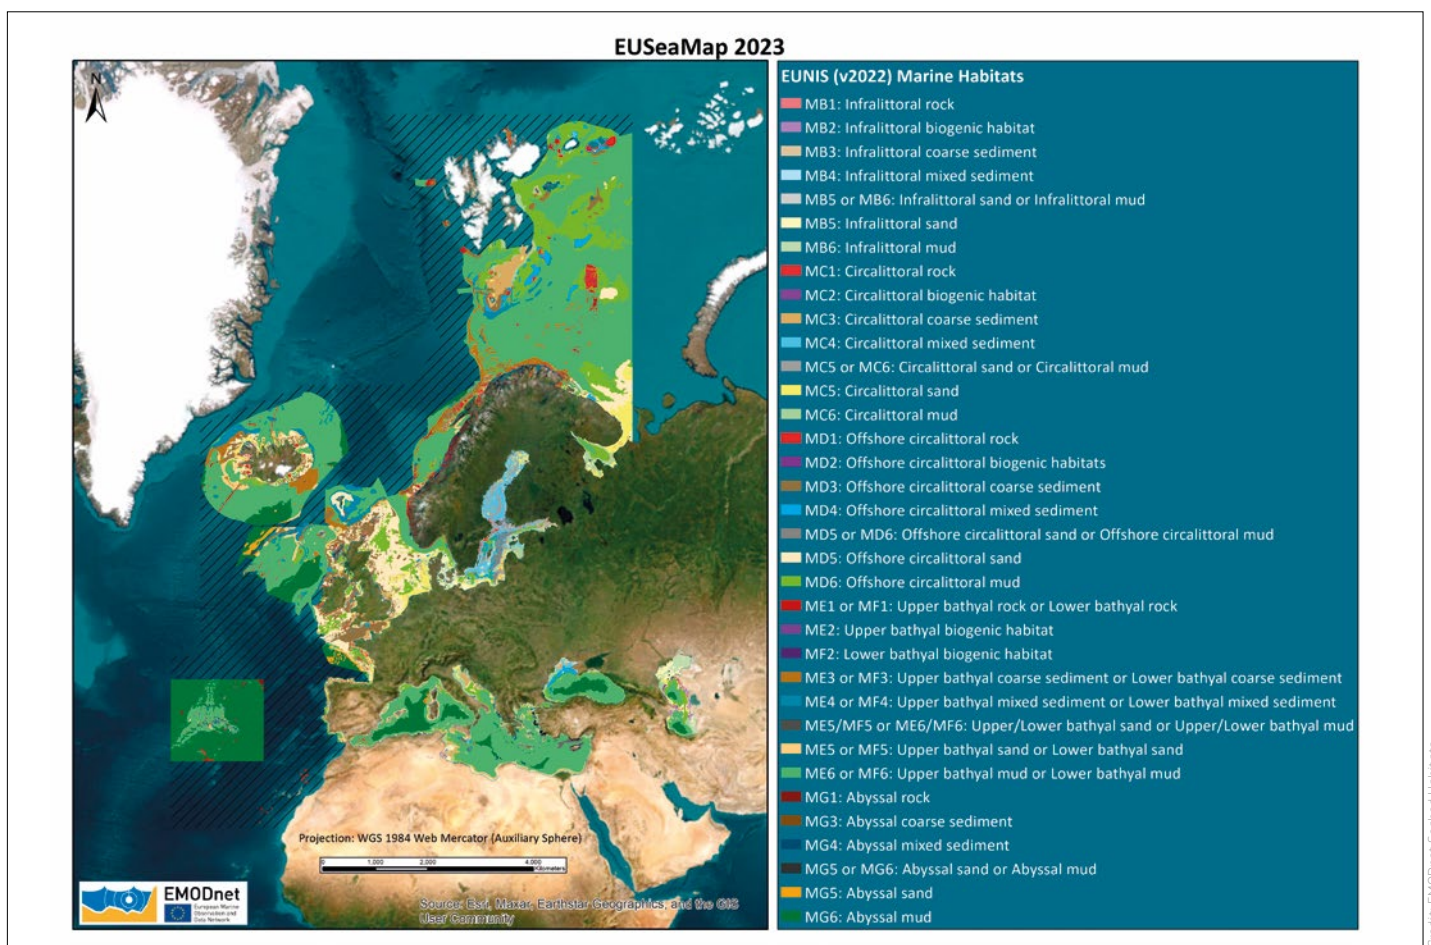 EUSeaMap 2023
N
Projection: WGS 1984 Web Mercator (Auxiliary Sphere)
0 1,000 2,000 4,000
Kilometers
Source: Esri, Maxar, Earthstar Geographics, and the GIS
User Community
EMODnet
European Marine
Observation and
Data Network
EUNIS (v2022) Marine Habitats
MB1: Infralittoral rock
MB2: Infralittoral biogenic habitat
MB3: Infralittoral coarse sediment
MB4: Infralittoral mixed sediment
MB5 or MB6: Infralittoral sand or Infralittoral mud
MB5: Infralittoral sand
MB6: Infralittoral mud
MC1: Circalittoral rock
MC2: Circalittoral biogenic habitat
MC3: Circalittoral coarse sediment
MC4: Circalittoral mixed sediment
MC5 or MC6: Circalittoral sand or Circalittoral mud
MC5: Circalittoral sand
MC6: Circalittoral mud
MD1: Offshore circalittoral rock
MD2: Offshore circalittoral biogenic habitats
MD3: Offshore circalittoral coarse sediment
MD4: Offshore circalittoral mixed sediment
MD5 or MD6: Offshore circalittoral sand or Offshore circalittoral mud
MD5: Offshore circalittoral sand
MD6: Offshore circalittoral mud
ME1 or MF1: Upper bathyal rock or Lower bathyal rock
ME2: Upper bathyal biogenic habitat
MF2: Lower bathyal biogenic habitat
ME3 or MF3: Upper bathyal coarse sediment or Lower bathyal coarse sediment
ME4 or MF4: Upper bathyal mixed sediment or Lower bathyal mixed sediment
ME5/MF5 or ME6/MF6: Upper/Lower bathyal sand or Upper/Lower bathyal mud
ME5 or MF5: Upper bathyal sand or Lower bathyal sand
ME6 or MF6: Upper bathyal mud or Lower bathyal mud
MG1: Abyssal rock
MG3: Abyssal coarse sediment
MG4: Abyssal mixed sediment
MG5 or MG6: Abyssal sand or Abyssal mud
MG5: Abyssal sand
MG6: Abyssal mud